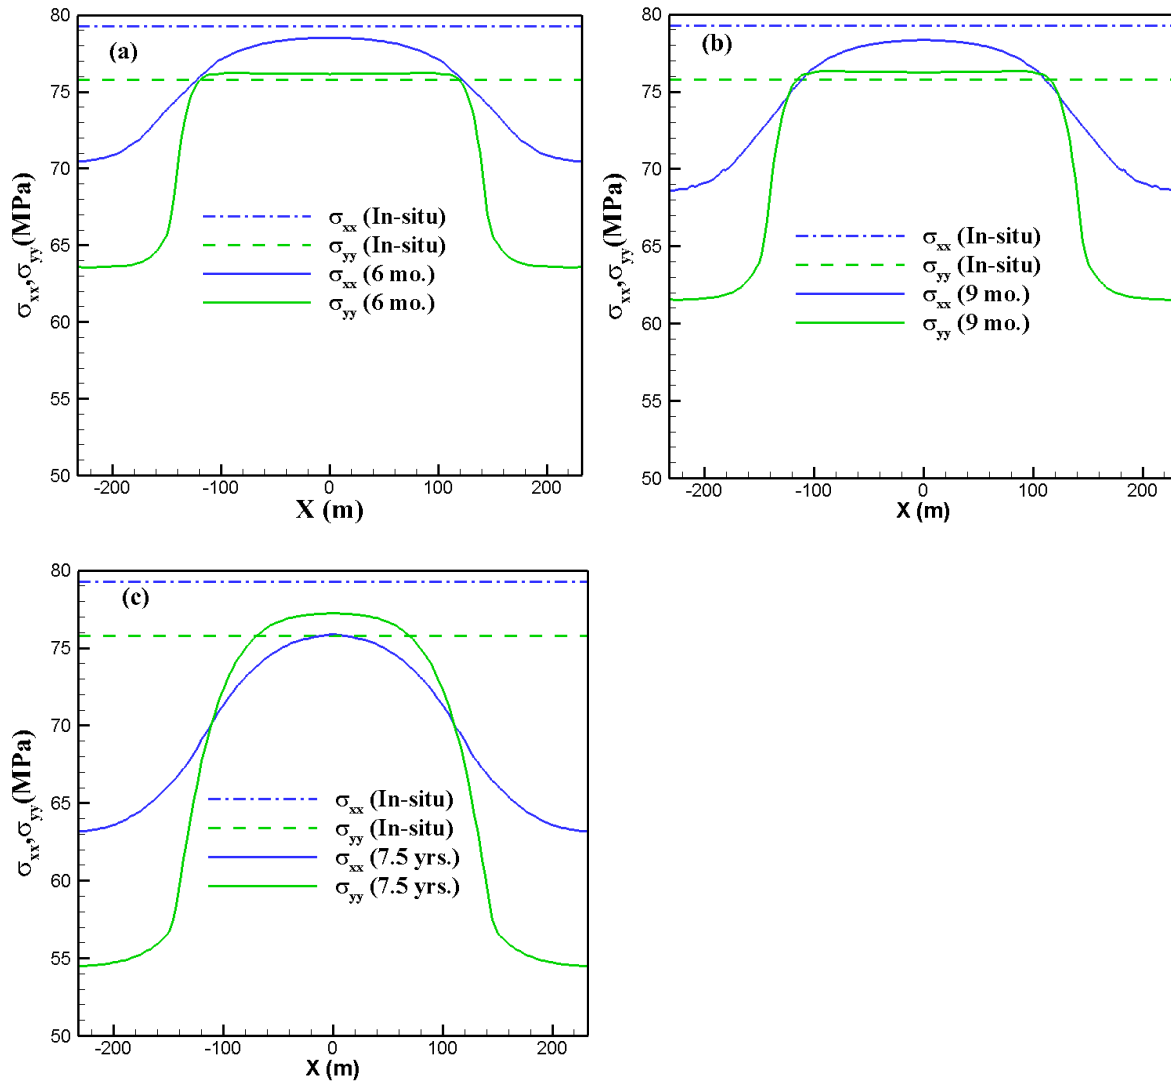 (a)
80
75
70
65
60
55
50
σxx,σyy(MPa)
σxx (In-situ)
σyy (In-situ)
σxx (6 mo.)
σyy (6 mo.)
-200 -100 0 100 200
X (m)
(b)
80
75
70
65
60
55
50
σxx,σyy(MPa)
σxx (In-situ)
σyy (In-situ)
σxx (9 mo.)
σyy (9 mo.)
-200 -100 0 100 200
X (m)
(c)
80
75
70
65
60
55
50
σxx,σyy(MPa)
σxx (In-situ)
σyy (In-situ)
σxx (7.5 yrs.)
σyy (7.5 yrs.)
-200 -100 0 100 200
X (m)